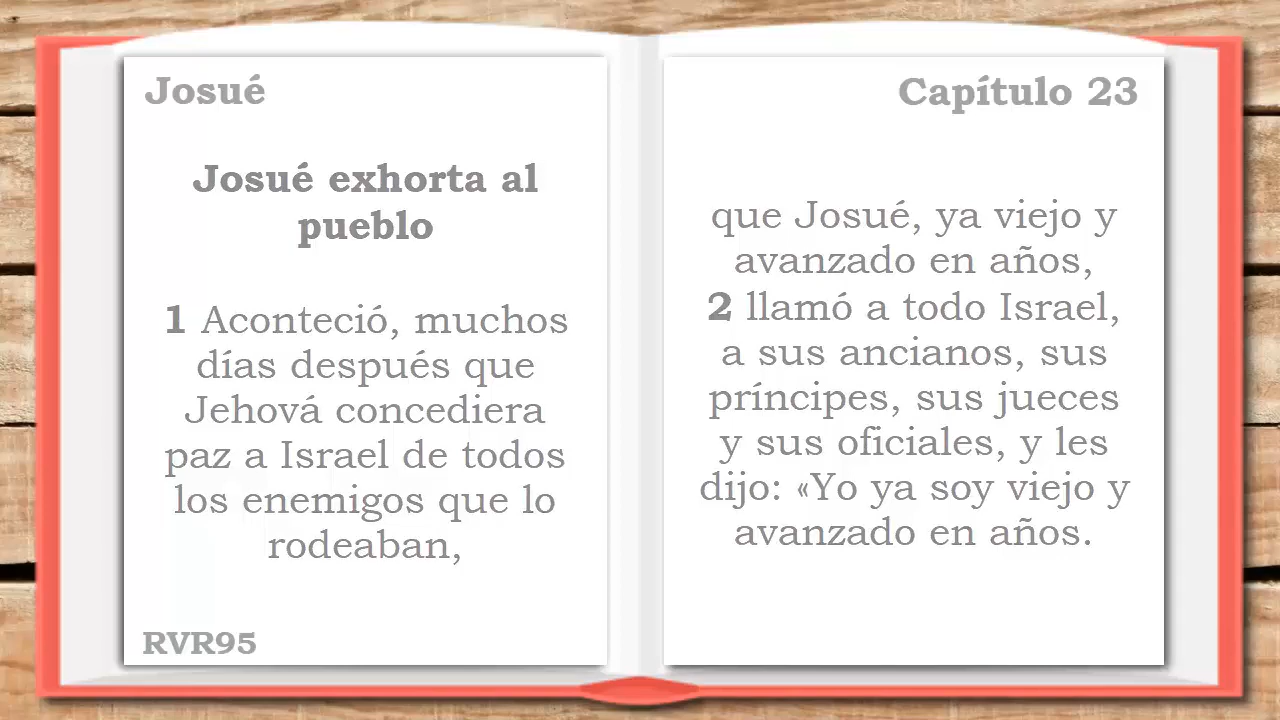 Josué
Josué exhorta al
pueblo
1 Aconteció, muchos
días después que
Jehová concediera
paz a Israel de todos
los enemigos que lo
rodeaban,
RVR95
Capítulo 23
que Josué, ya viejo y
avanzado en años,
2 llamó a todo Israel,
a sus ancianos, sus
príncipes, sus jueces
y sus oficiales, y les
dijo: «Yo ya soy viejo y
avanzado en años.